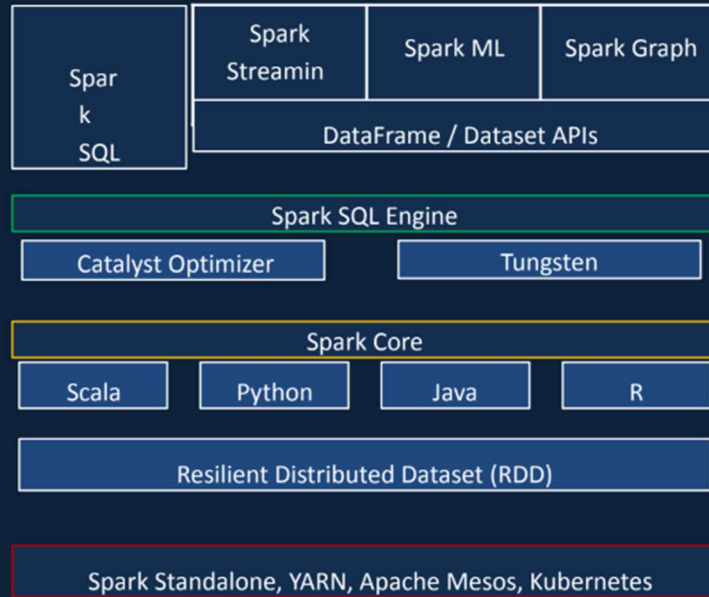 Spar
k
SQL
Spark
Streamin
Spark ML
Spark Graph
DataFrame / Dataset APIs
Spark SQL Engine
Catalyst Optimizer
Tungsten
Spark Core
Scala
Python
Java
R
Resilient Distributed Dataset (RDD)
Spark Standalone, YARN, Apache Mesos, Kubernetes